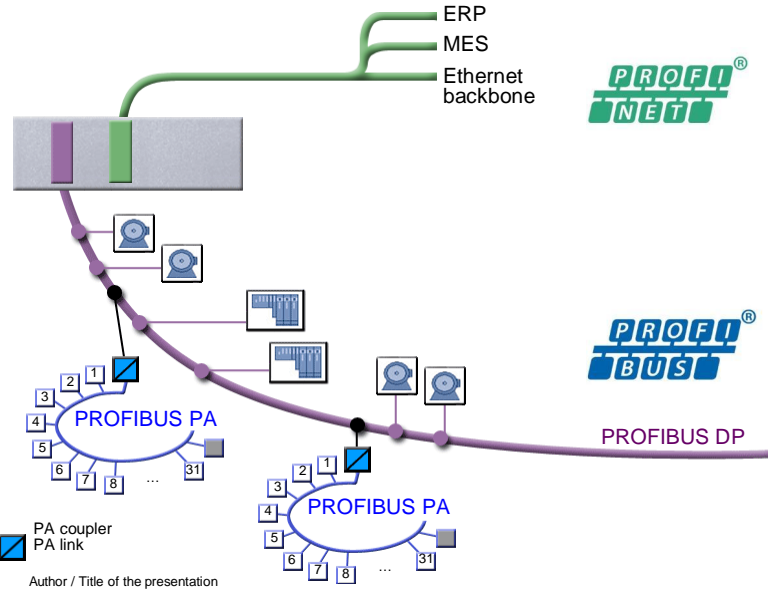 ERP
MES
Ethernet
backbone
PROFI
NET
®
PROFI
BUS
®
PROFIBUS DP
1
2
3
4
5
6
7
8
...
31
PROFIBUS PA
1
2
3
4
5
6
7
8
...
31
PROFIBUS PA
PA coupler
PA link
Author / Title of the presentation